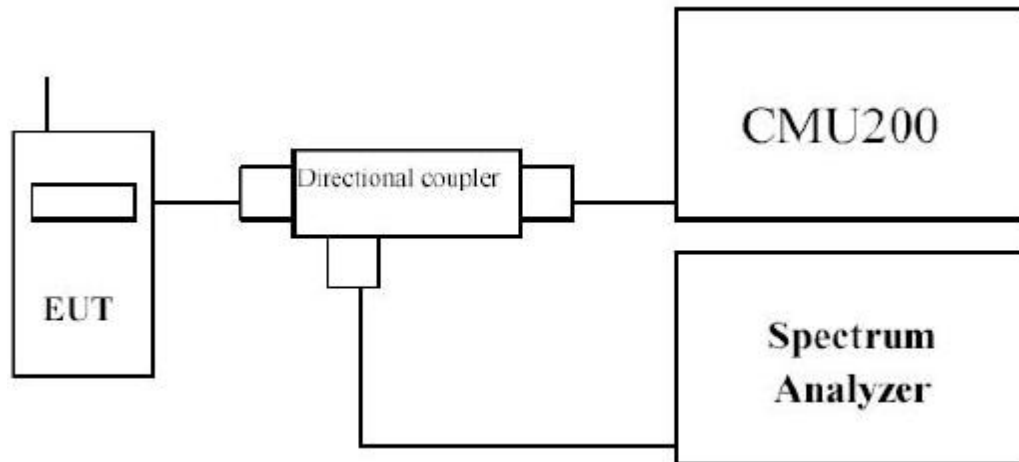 CMU200
Directional coupler
EUT
Spectrum
Analyzer